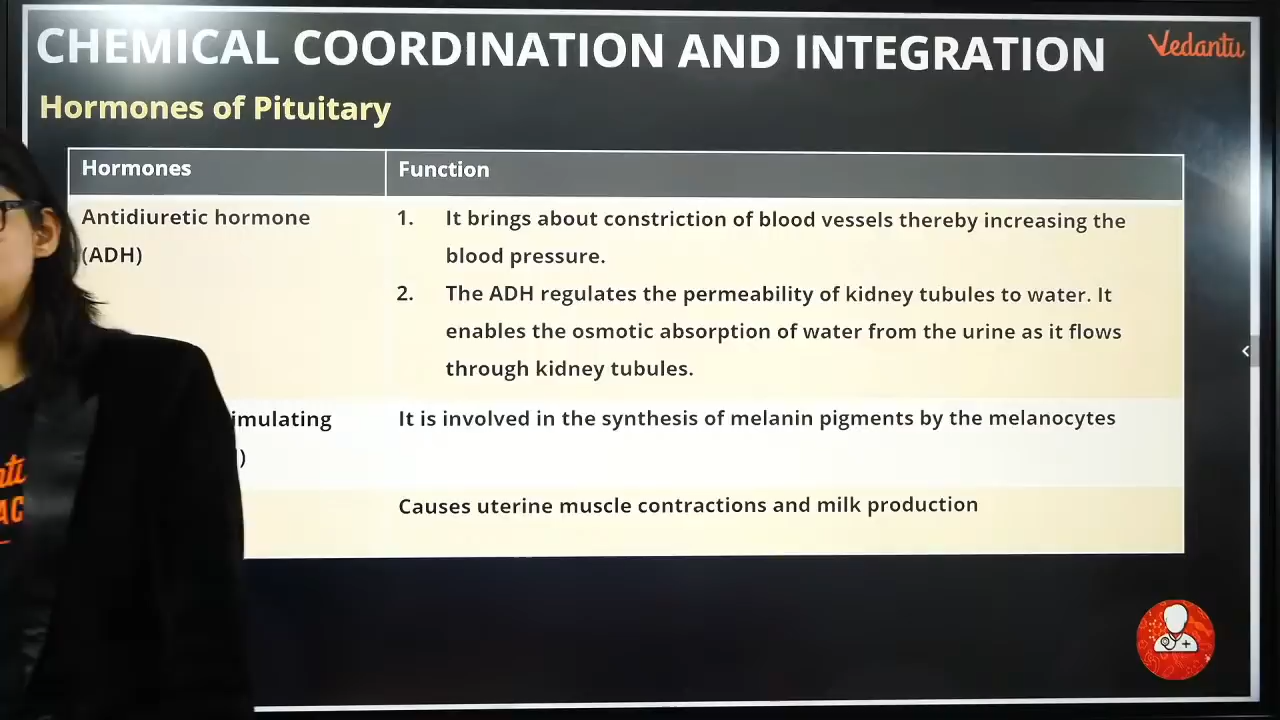 CHEMICAL COORDINATION AND INTEGRATION
Vedantu
Hormones of Pituitary
Hormones
Function
Antidiuretic hormone
(ADH)
1. It brings about constriction of blood vessels thereby increasing the
blood pressure.
2. The ADH regulates the permeability of kidney tubules to water. It
enables the osmotic absorption of water from the urine as it flows
through kidney tubules.
It is involved in the synthesis of melanin pigments by the melanocytes
Causes uterine muscle contractions and milk production